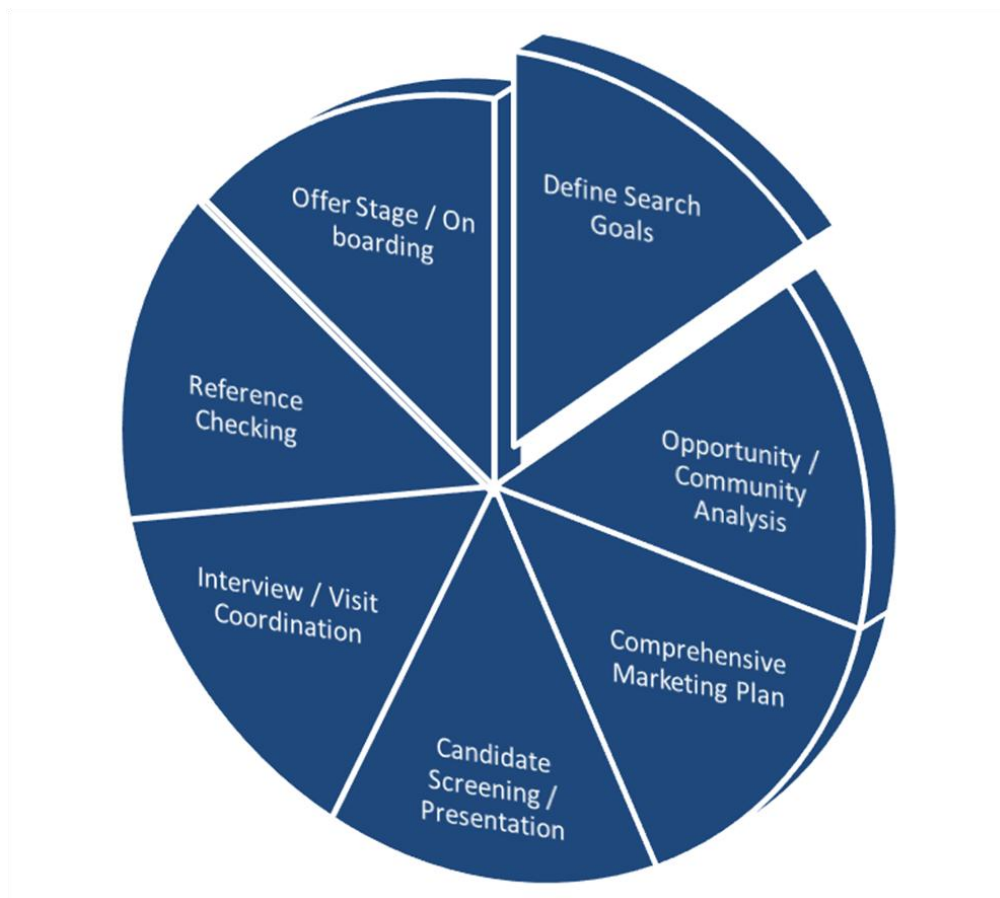 Define Search
Goals
Opportunity /
Community
Analysis
Comprehensive
Marketing Plan
Candidate
Screening /
Presentation
Interview / Visit
Coordination
Reference
Checking
Offer Stage / On
boarding